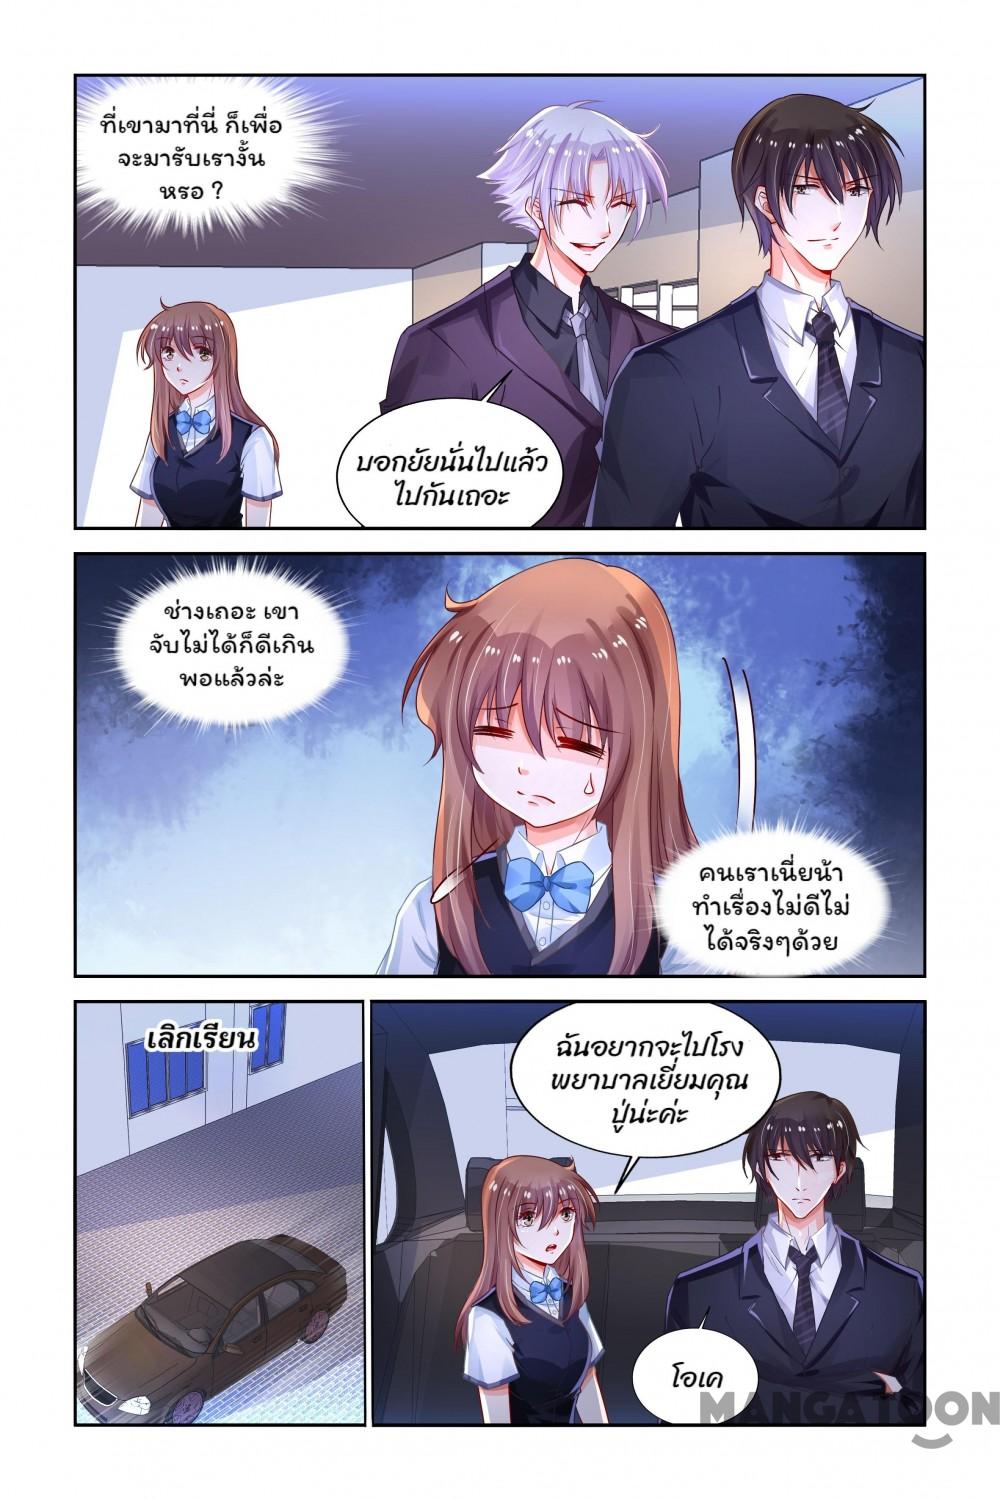 ที่เขามาที่นี่ ก็เพื่อ
จะมารับเรางั้น
หรอ ?
บอกยัยนั่นไปแล้ว
ไปกันเถอะ
ช่างเถอะ เขา
จับไม่ได้ก็ดีเกิน
พอแล้วล่ะ
คนเราเนี่ยน้า
ทำเรื่องไม่ดีไม่
ได้จริงๆด้วย
เลิกเรียน
ฉันอยากจะไปโรง
พยาบาลเยี่ยมคุณ
ปู่น่ะค่ะ
โอเค
MANGATOON